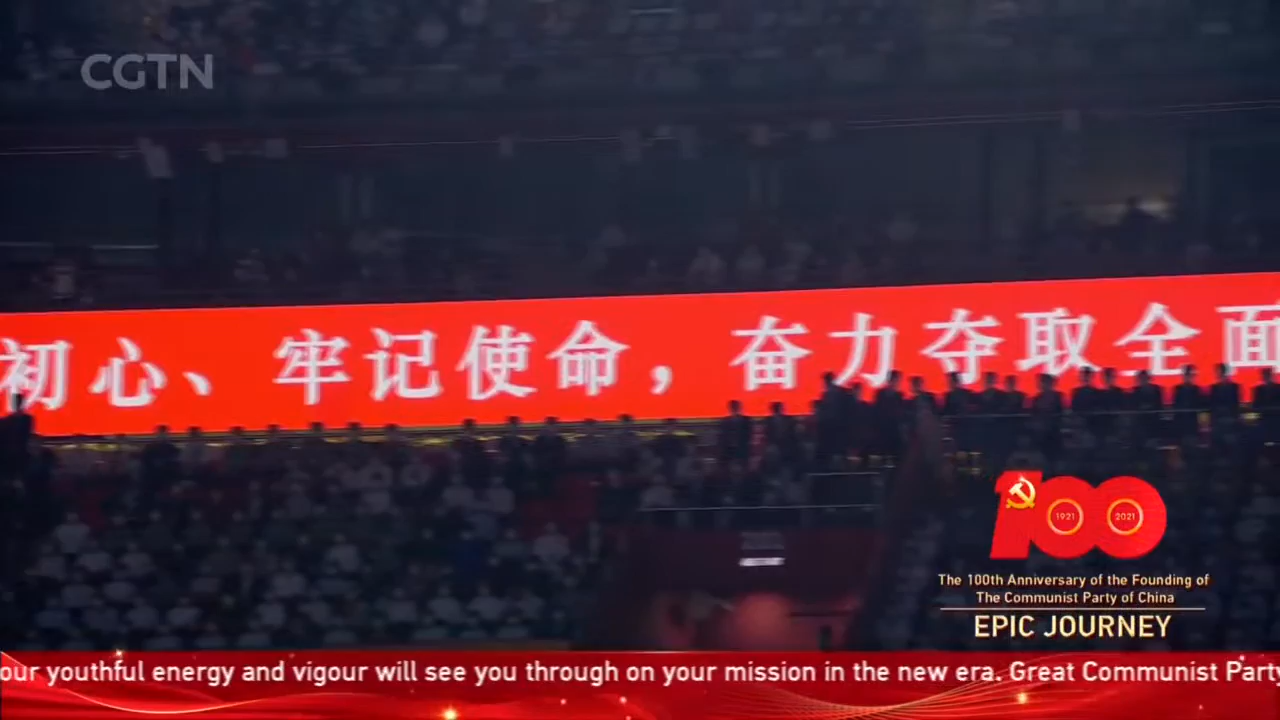 CGTN
初心、牢记使命，奋力夺取全面
100
1921
2021
The 100th Anniversary of the Founding of
The Communist Party of China
EPIC JOURNEY
our youthful energy and vigour will see you through on your mission in the new era. Great Communist Party